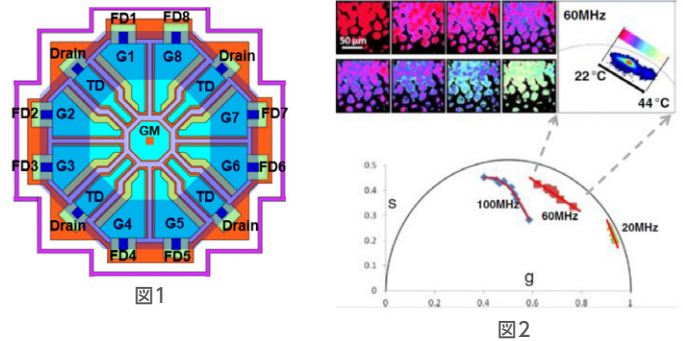 FD1 FD8
Drain G1 G8 Drain
TD TD
FD2 G2 G7 FD7
GM
FD3 G3 G6 FD6
TD TD
Drain G4 G5 Drain
FD4 FD5
図1
50 μm
60MHz
22°C
44°C
0.5
0.4
0.3
0.2
0.1
0
S
100MHz
60MHz
20MHz
g
0 0.2 0.4 0.6 0.8 1
図2